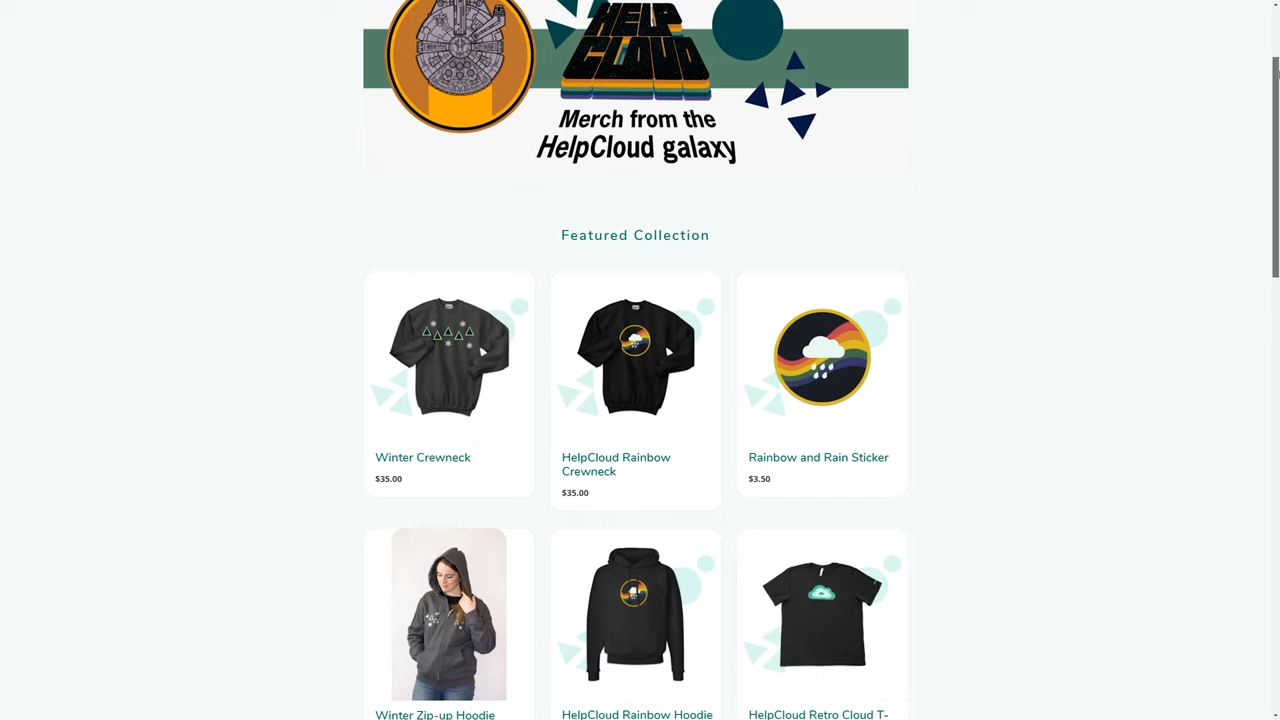 HELP
CLOUD
Merch from the
HelpCloud galaxy
Featured Collection
Winter Crewneck
$35.00
HelpCloud Rainbow
Crewneck
$35.00
Rainbow and Rain Sticker
$3.50
Winter Zip-up Hoodie
HelpCloud Rainbow Hoodie
HelpCloud Retro Cloud T-